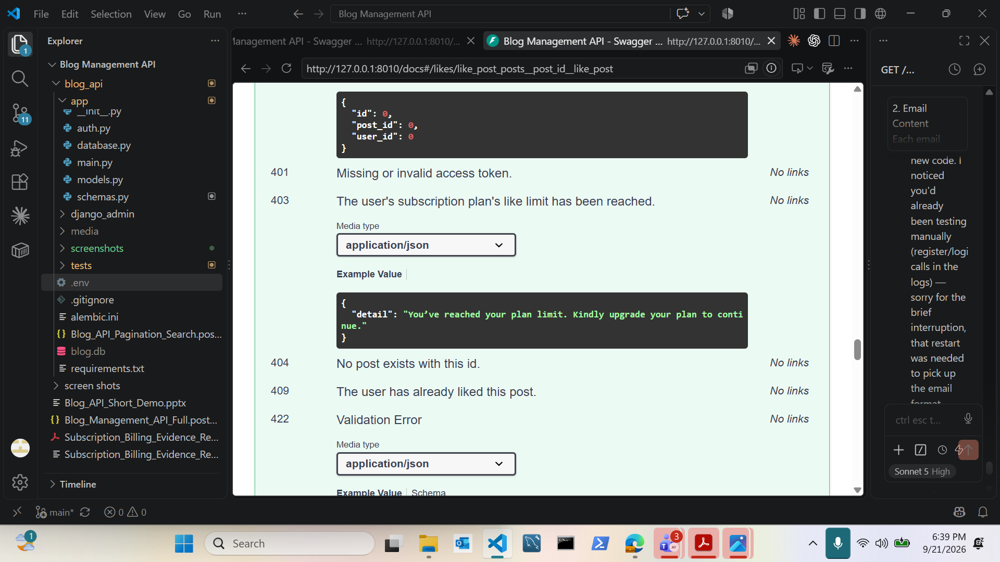 File Edit Selection View Go Run ···
Blog Management API
Explorer
1
Blog Management API
blog_api
app
__init__.py
auth.py
database.py
main.py
models.py
schemas.py
django_admin
media
screenshots
tests
.env
.gitignore
alembic.ini
Blog_API_Pagination_Search.pos...
blog.db
requirements.txt
screen shots
Blog_API_Short_Demo.pptx
Blog_Management_API_Full.post...
Subscription_Billing_Evidence_Re...
Subscription_Billing_Evidence_Re...
Timeline
11
Management API - Swagger ... http://127.0.0.1:8010/...
Blog Management API - Swagger ... http://127.0.0.1:8010/...
http://127.0.0.1:8010/docs#/likes/like_post_posts__post_id__like_post
{
"id": 0,
"post_id": 0,
"user_id": 0
}
401 Missing or invalid access token. No links
403 The user's subscription plan's like limit has been reached. No links
Media type
application/json
Example Value
{
"detail": "You’ve reached your plan limit. Kindly upgrade your plan to conti
nue."
}
404 No post exists with this id. No links
409 The user has already liked this post. No links
422 Validation Error No links
Media type
application/json
Example Value Schema
GET /...
2. Email
Content
Each email
new code. I
noticed
you'd
already
been testing
manually
(register/logi
calls in the
logs) —
sorry for the
brief
interruption,
that restart
was needed
to pick up
the email
format
ctrl esc t...
Sonnet 5 High
main* 0 0
1
Search
3
AY
6:39 PM
9/21/2026